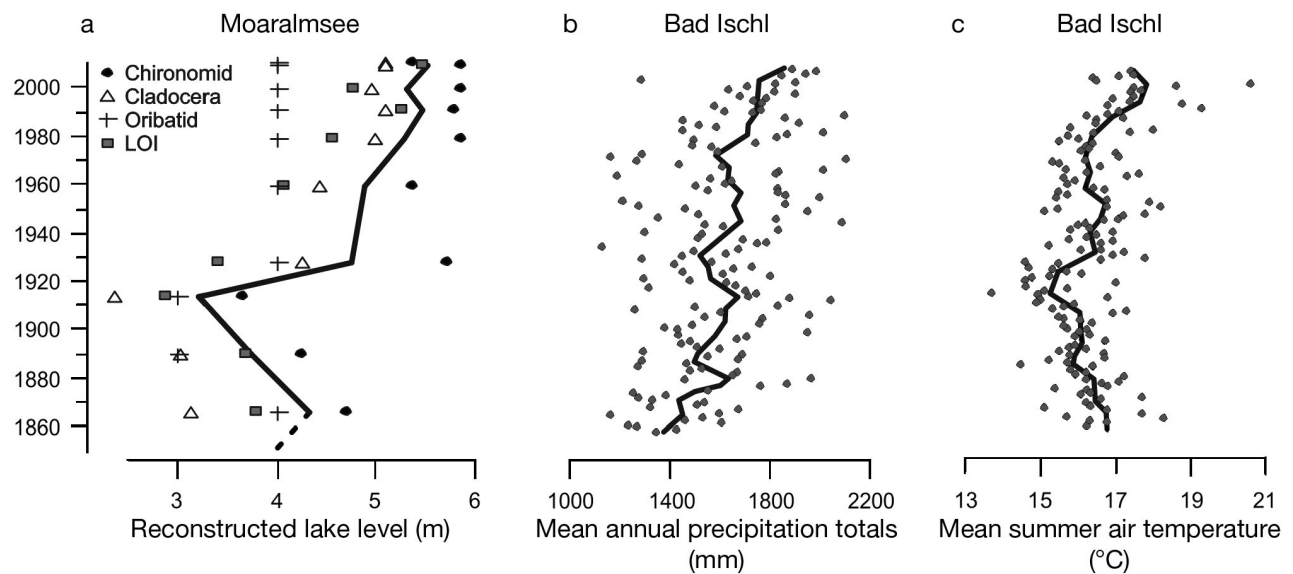 a Moaralmsee
b Bad Ischl
c Bad Ischl
Chironomid
Cladocera
Oribatid
LOI
2000
1980
1960
1940
1920
1900
1880
1860
3 4 5 6
Reconstructed lake level (m)
1000 1400 1800 2200
Mean annual precipitation totals
(mm)
13 15 17 19 21
Mean summer air temperature
(°C)